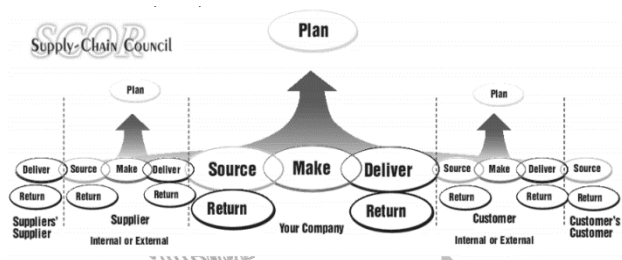 Plan
SCOR
Supply-Chain Council
Plan
Plan
Deliver Source Make Deliver Source Make Deliver Source Make Deliver Source
Return Return Return Return Return Return Return Return
Suppliers' Supplier Customer Customer's
Supplier Your Company Customer
Internal or External Internal or External